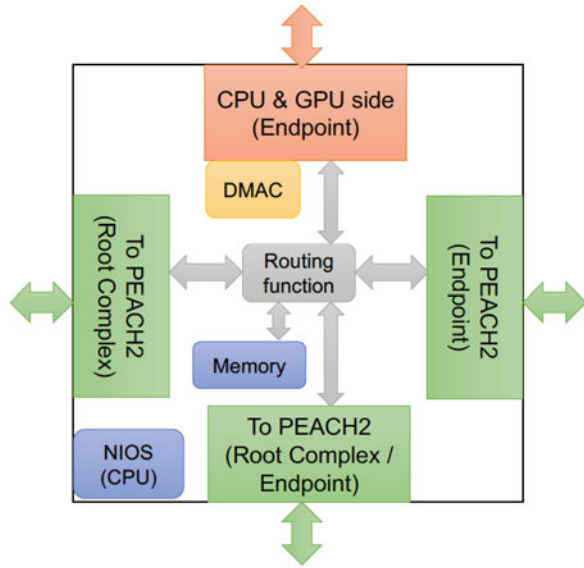 CPU & GPU side
(Endpoint)
DMAC
To PEACH2
(Root Complex)
Routing
function
To PEACH2
(Endpoint)
Memory
To PEACH2
(Root Complex /
Endpoint)
NIOS
(CPU)